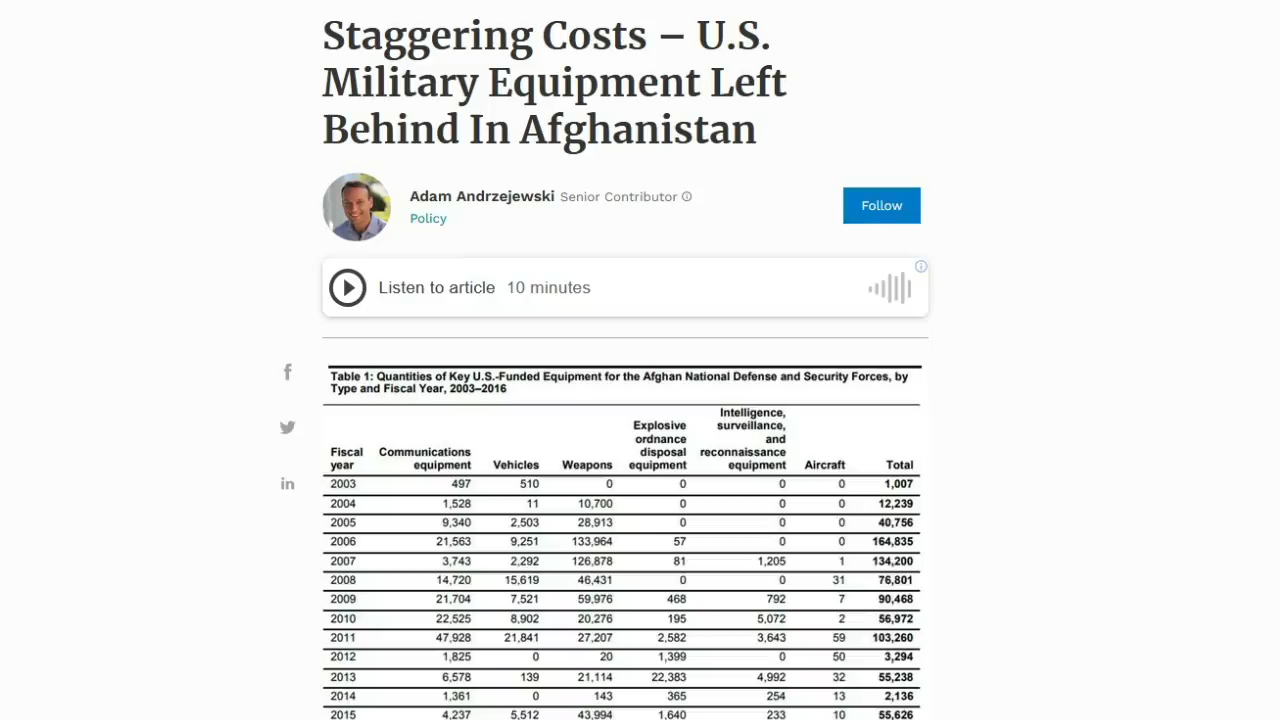 Staggering Costs – U.S.
Military Equipment Left
Behind In Afghanistan
Adam Andrzejewski Senior Contributor
Policy
Follow
Listen to article 10 minutes
Table 1: Quantities of Key U.S.-Funded Equipment for the Afghan National Defense and Security Forces, by
Type and Fiscal Year, 2003–2016
Fiscal year Communications equipment Vehicles Weapons Explosive ordnance disposal equipment Intelligence, surveillance, and reconnaissance equipment Aircraft Total
2003 497 510 0 0 0 0 1,007
2004 1,528 11 10,700 0 0 0 12,239
2005 9,340 2,503 28,913 0 0 0 40,756
2006 21,563 9,251 133,964 57 0 0 164,835
2007 3,743 2,292 126,878 81 1,205 1 134,200
2008 14,720 15,619 46,431 0 0 31 76,801
2009 21,704 7,521 59,976 468 792 7 90,468
2010 22,525 8,902 20,276 195 5,072 2 56,972
2011 47,928 21,841 27,207 2,582 3,643 59 103,260
2012 1,825 0 20 1,399 0 50 3,294
2013 6,578 139 21,114 22,383 4,992 32 55,238
2014 1,361 0 143 365 254 13 2,136
2015 4,237 5,512 43,994 1,640 233 10 55,626